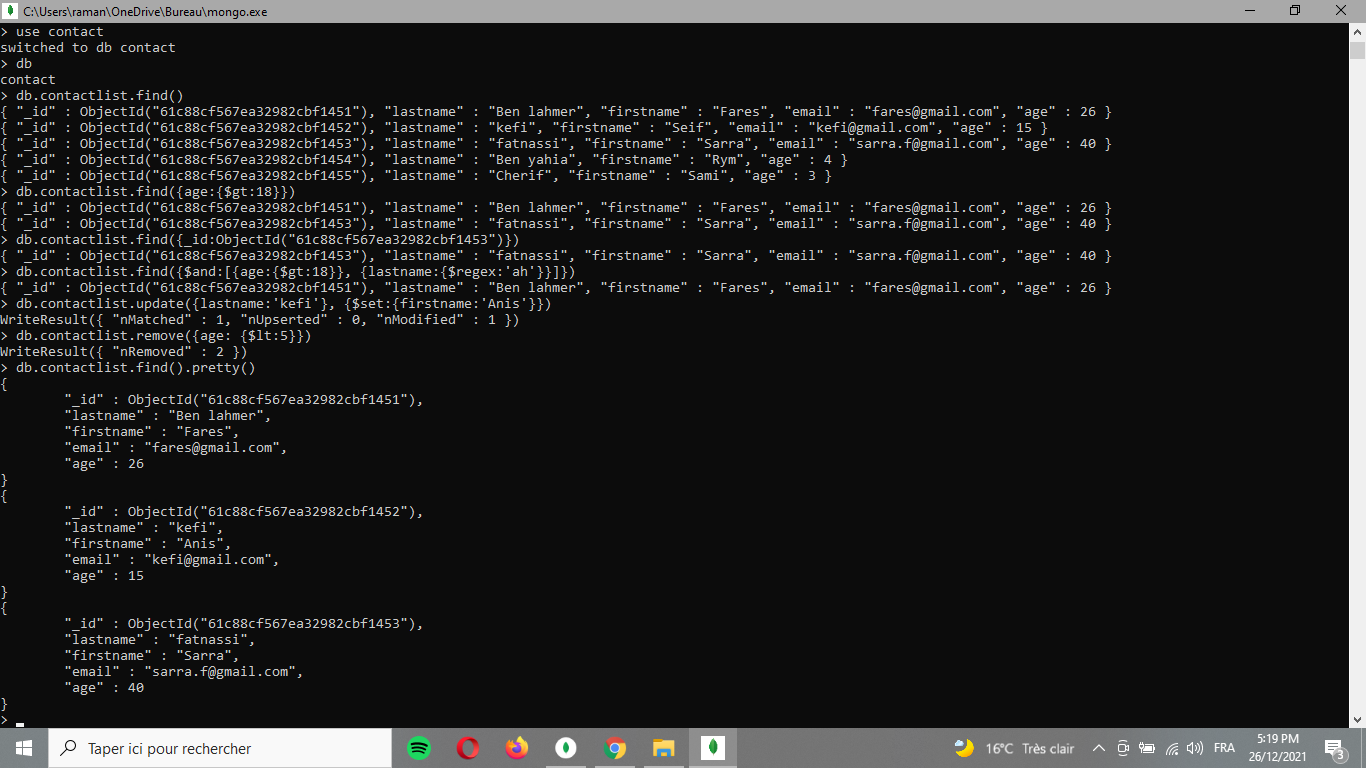 C:\Users\raman\OneDrive\Bureau\mongo.exe
> use contact
switched to db contact
> db
contact
> db.contactlist.find()
{ "_id" : ObjectId("61c88cf567ea32982cbf1451"), "lastname" : "Ben lahmer", "firstname" : "Fares", "email" : "fares@gmail.com", "age" : 26 }
{ "_id" : ObjectId("61c88cf567ea32982cbf1452"), "lastname" : "kefi", "firstname" : "Seif", "email" : "kefi@gmail.com", "age" : 15 }
{ "_id" : ObjectId("61c88cf567ea32982cbf1453"), "lastname" : "fatnassi", "firstname" : "Sarra", "email" : "sarra.f@gmail.com", "age" : 40 }
{ "_id" : ObjectId("61c88cf567ea32982cbf1454"), "lastname" : "Ben yahia", "firstname" : "Rym", "age" : 4 }
{ "_id" : ObjectId("61c88cf567ea32982cbf1455"), "lastname" : "Cherif", "firstname" : "Sami", "age" : 3 }
> db.contactlist.find({age:{$gt:18}})
{ "_id" : ObjectId("61c88cf567ea32982cbf1451"), "lastname" : "Ben lahmer", "firstname" : "Fares", "email" : "fares@gmail.com", "age" : 26 }
{ "_id" : ObjectId("61c88cf567ea32982cbf1453"), "lastname" : "fatnassi", "firstname" : "Sarra", "email" : "sarra.f@gmail.com", "age" : 40 }
> db.contactlist.find({_id:ObjectId("61c88cf567ea32982cbf1453")})
{ "_id" : ObjectId("61c88cf567ea32982cbf1453"), "lastname" : "fatnassi", "firstname" : "Sarra", "email" : "sarra.f@gmail.com", "age" : 40 }
> db.contactlist.find({$and:[{age:{$gt:18}}, {lastname:{$regex:'ah'}}]})
{ "_id" : ObjectId("61c88cf567ea32982cbf1451"), "lastname" : "Ben lahmer", "firstname" : "Fares", "email" : "fares@gmail.com", "age" : 26 }
> db.contactlist.update({lastname:'kefi'}, {$set:{firstname:'Anis'}})
WriteResult({ "nMatched" : 1, "nUpserted" : 0, "nModified" : 1 })
> db.contactlist.remove({age: {$lt:5}})
WriteResult({ "nRemoved" : 2 })
> db.contactlist.find().pretty()
{
"_id" : ObjectId("61c88cf567ea32982cbf1451"),
"lastname" : "Ben lahmer",
"firstname" : "Fares",
"email" : "fares@gmail.com",
"age" : 26
}
{
"_id" : ObjectId("61c88cf567ea32982cbf1452"),
"lastname" : "kefi",
"firstname" : "Anis",
"email" : "kefi@gmail.com",
"age" : 15
}
{
"_id" : ObjectId("61c88cf567ea32982cbf1453"),
"lastname" : "fatnassi",
"firstname" : "Sarra",
"email" : "sarra.f@gmail.com",
"age" : 40
}
>
Taper ici pour rechercher
16°C Très clair
FRA
5:19 PM
26/12/2021
3